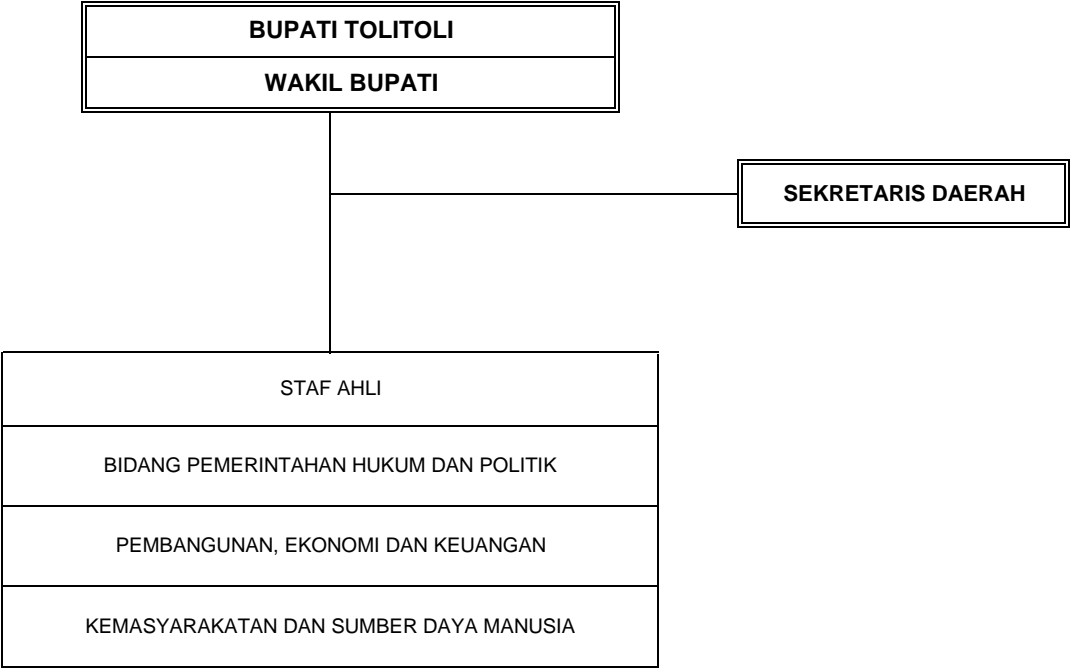 BUPATI TOLITOLI
WAKIL BUPATI
SEKRETARIS DAERAH
STAF AHLI
BIDANG PEMERINTAHAN HUKUM DAN POLITIK
PEMBANGUNAN, EKONOMI DAN KEUANGAN
KEMASYARAKATAN DAN SUMBER DAYA MANUSIA